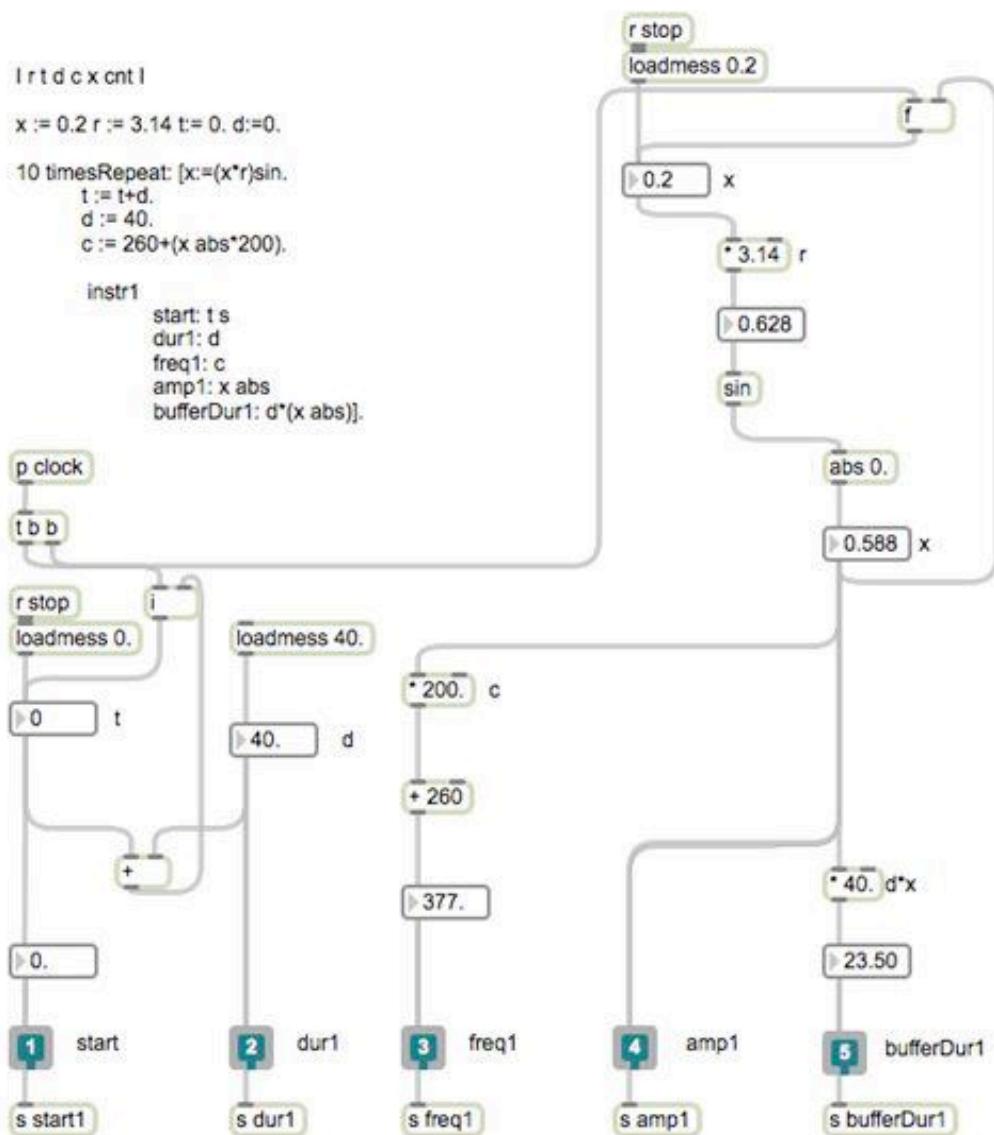 I r t d c x cnt I
x := 0.2 r := 3.14 t:= 0. d:=0.
10 timesRepeat: [x:=(x*r)sin.
t := t+d.
d := 40.
c := 260+(x abs*200).
instr1
start: t s
dur1: d
freq1: c
amp1: x abs
bufferDur1: d*(x abs)].
r stop
loadmess 0.2
f
0.2 x
* 3.14 r
0.628
sin
abs 0.
0.588 x
p clock
t b b
r stop
i
loadmess 0.
loadmess 40.
0 t
40. d
* 200. c
+ 260
+
* 40. d*x
377.
0.
23.50
1 start
2 dur1
3 freq1
4 amp1
5 bufferDur1
s start1
s dur1
s freq1
s amp1
s bufferDur1